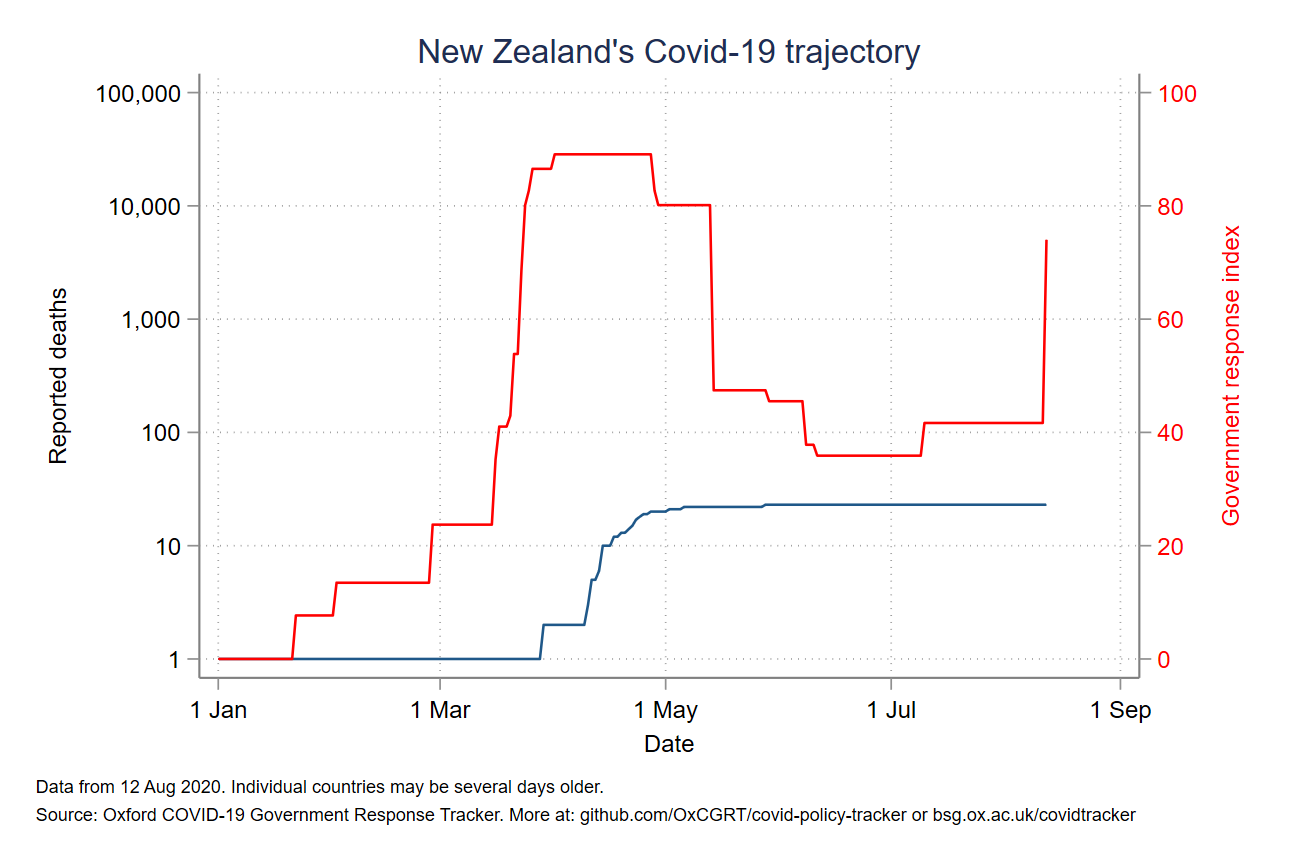 New Zealand's Covid-19 trajectory
100,000
10,000
1,000
100
10
1
Reported deaths
100
80
60
40
20
0
Government response index
1 Jan
1 Mar
1 May
1 Jul
1 Sep
Date
Data from 12 Aug 2020. Individual countries may be several days older.
Source: Oxford COVID-19 Government Response Tracker. More at: github.com/OxCGRT/covid-policy-tracker or bsg.ox.ac.uk/covidtracker